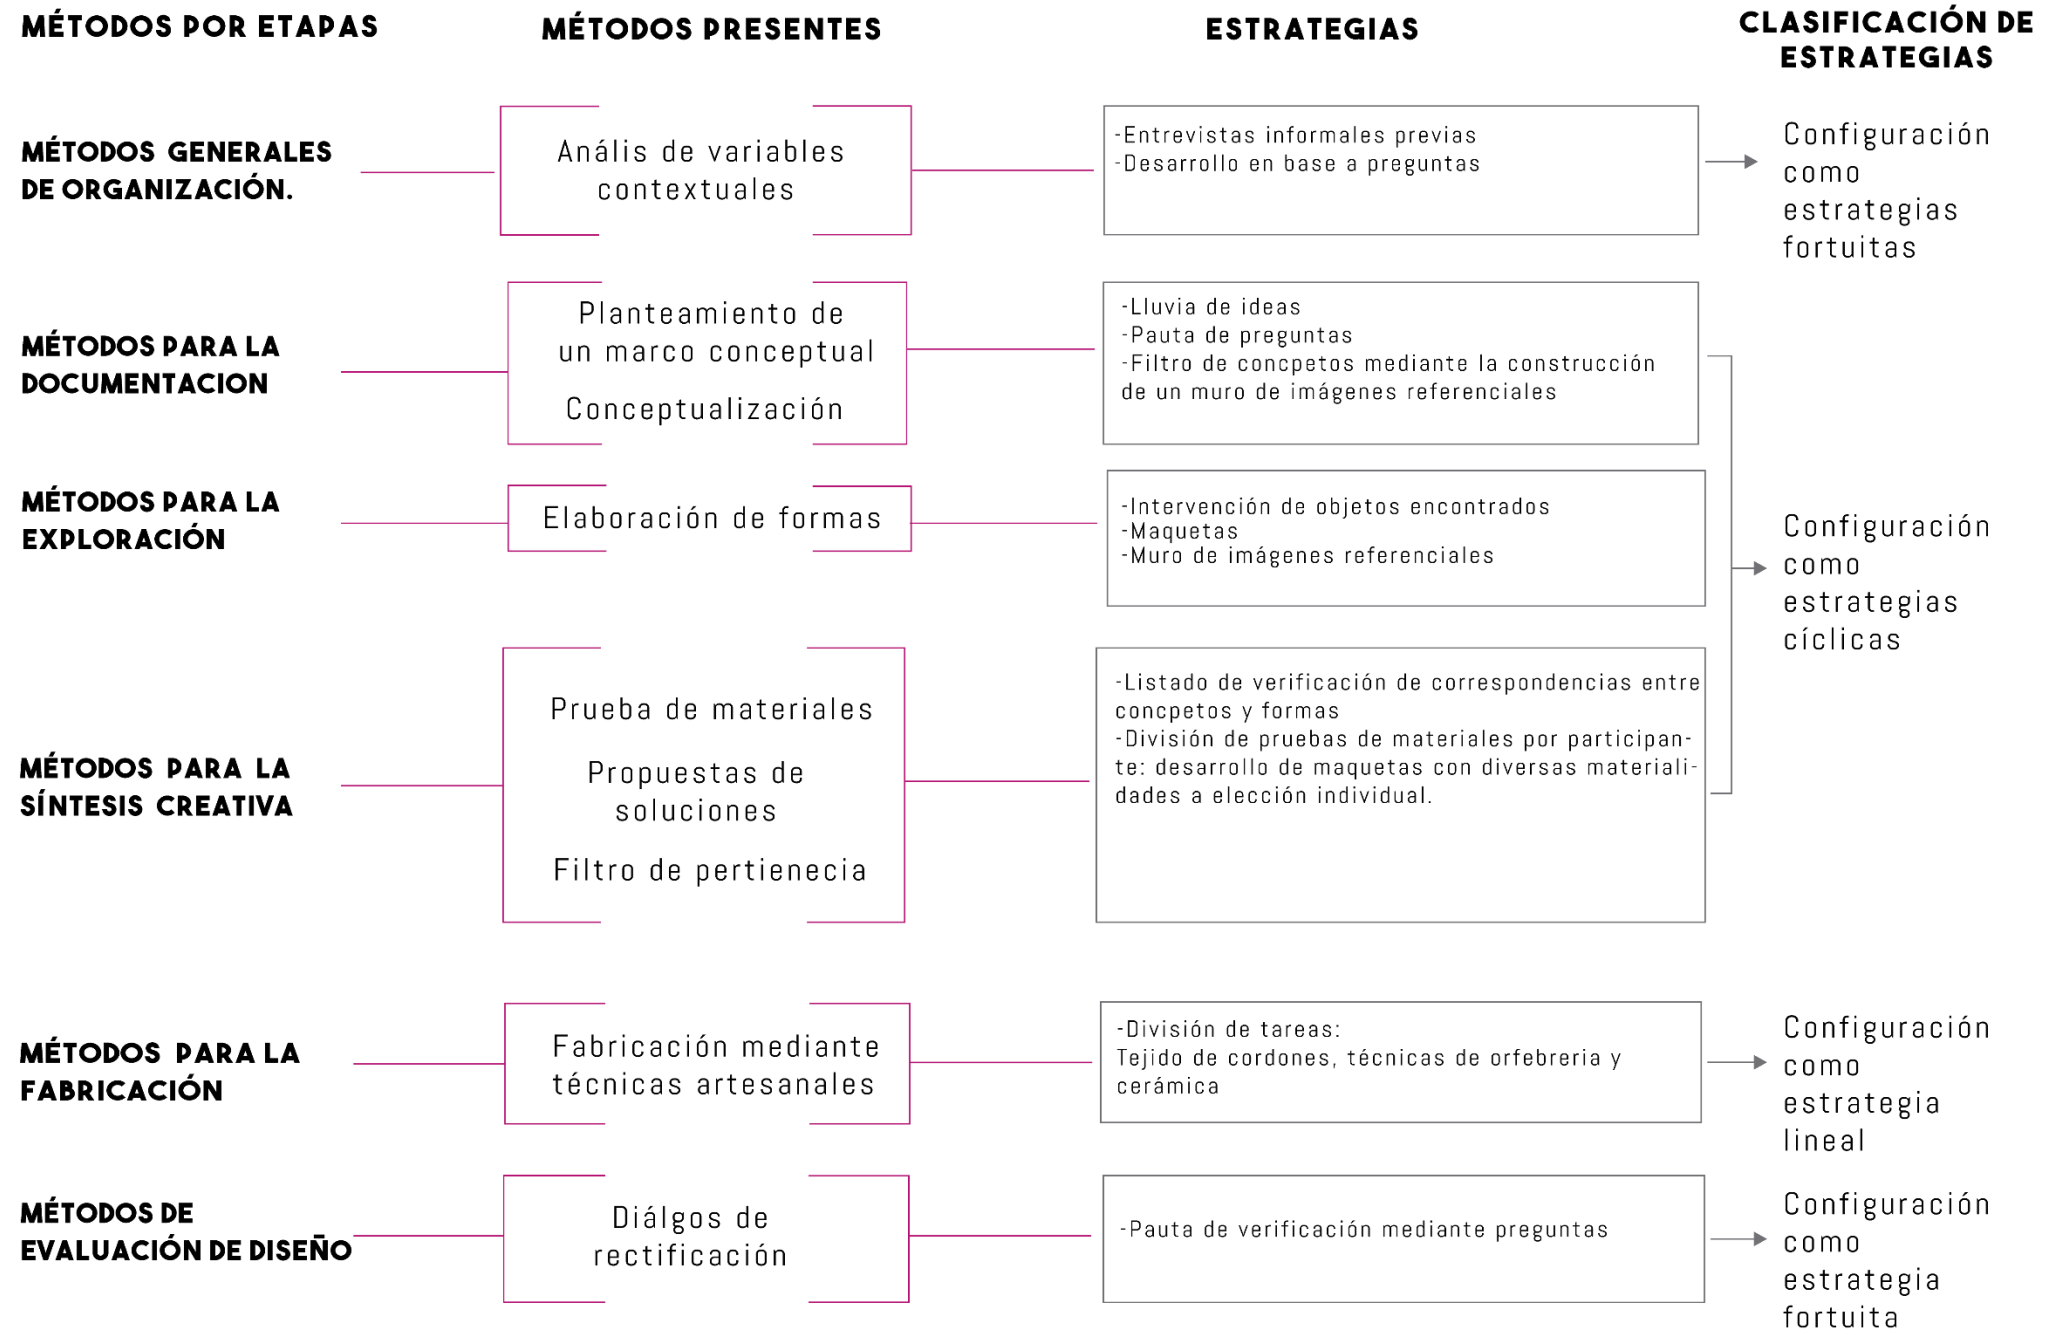 MÉTODOS POR ETAPAS
MÉTODOS PRESENTES
ESTRATEGIAS
CLASIFICACIÓN DE
ESTRATEGIAS
MÉTODOS GENERALES
DE ORGANIZACIÓN.
Anális de variables
contextuales
-Entrevistas informales previas
-Desarrollo en base a preguntas
Configuración
como
estrategias
fortuitas
MÉTODOS PARA LA
DOCUMENTACION
Planteamiento de
un marco conceptual
Conceptualización
-Lluvia de ideas
-Pauta de preguntas
-Filtro de concpetos mediante la construcción
de un muro de imágenes referenciales
MÉTODOS PARA LA
EXPLORACIÓN
Elaboración de formas
-Intervención de objetos encontrados
-Maquetas
-Muro de imágenes referenciales
Configuración
como
estrategias
cíclicas
MÉTODOS PARA LA
SÍNTESIS CREATIVA
Prueba de materiales
Propuestas de
soluciones
Filtro de pertienecia
-Listado de verificación de correspondencias entre
concpetos y formas
-División de pruebas de materiales por participan-
te: desarrollo de maquetas con diversas materiali-
dades a elección individual.
MÉTODOS PARA LA
FABRICACIÓN
Fabricación mediante
técnicas artesanales
-División de tareas:
Tejido de cordones, técnicas de orfebreria y
cerámica
Configuración
como
estrategia
lineal
MÉTODOS DE
EVALUACIÓN DE DISEÑO
Diálgos de
rectificación
-Pauta de verificación mediante preguntas
Configuración
como
estrategia
fortuita